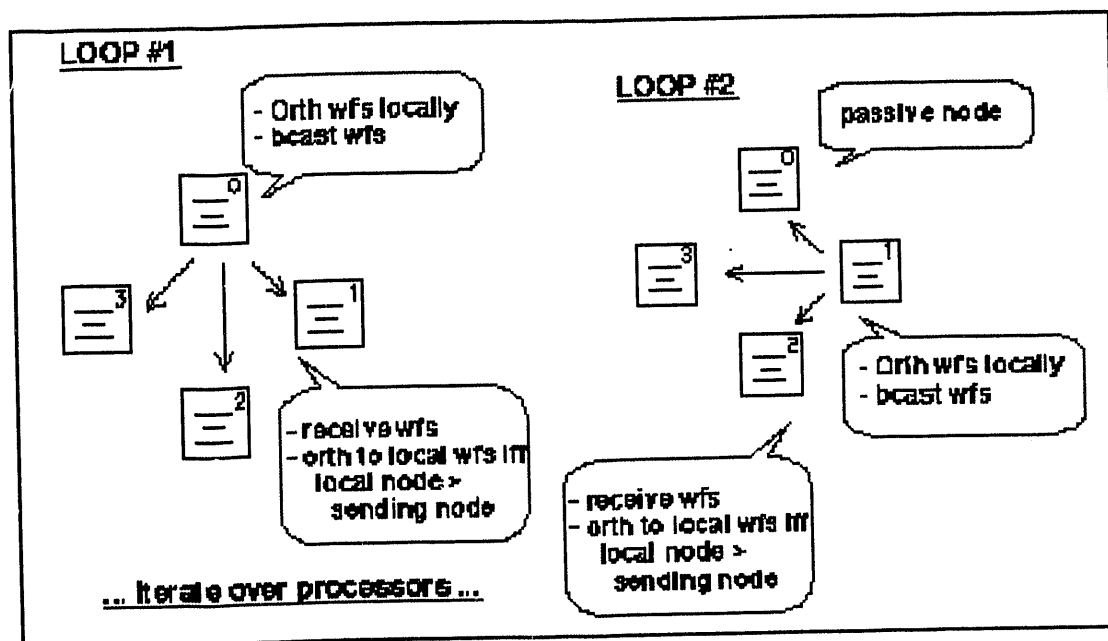 LOOP #1
- Orth wfs locally
- bcast wfs
0
3
1
2
- receive wfs
- orth to local wfs iff
local node >
sending node
... Iterate over processors ...
LOOP #2
passive node
0
3
1
2
- Orth wfs locally
- bcast wfs
- receive wfs
- orth to local wfs iff
local node >
sending node